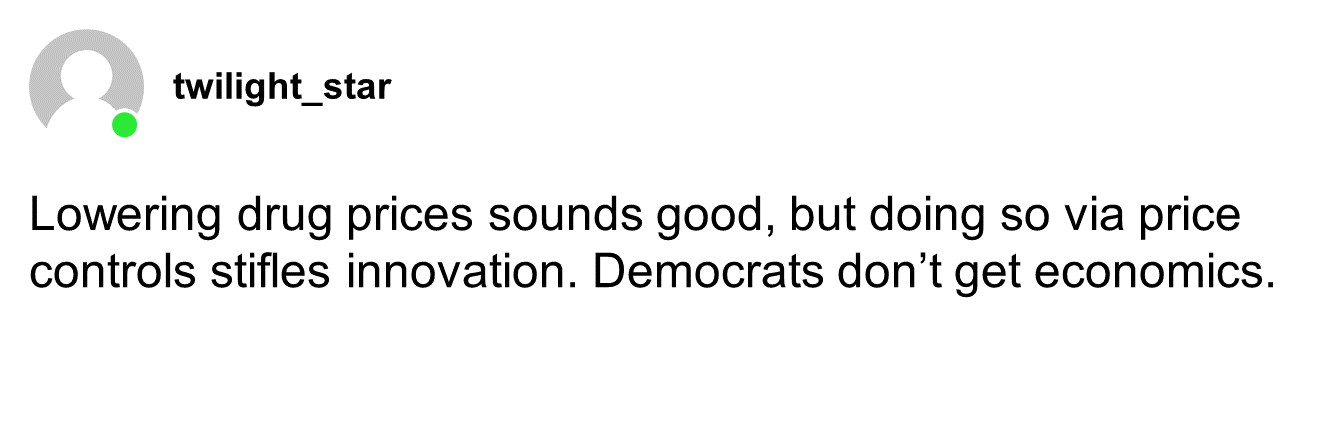 twilight_star
Lowering drug prices sounds good, but doing so via price
controls stifles innovation. Democrats don’t get economics.